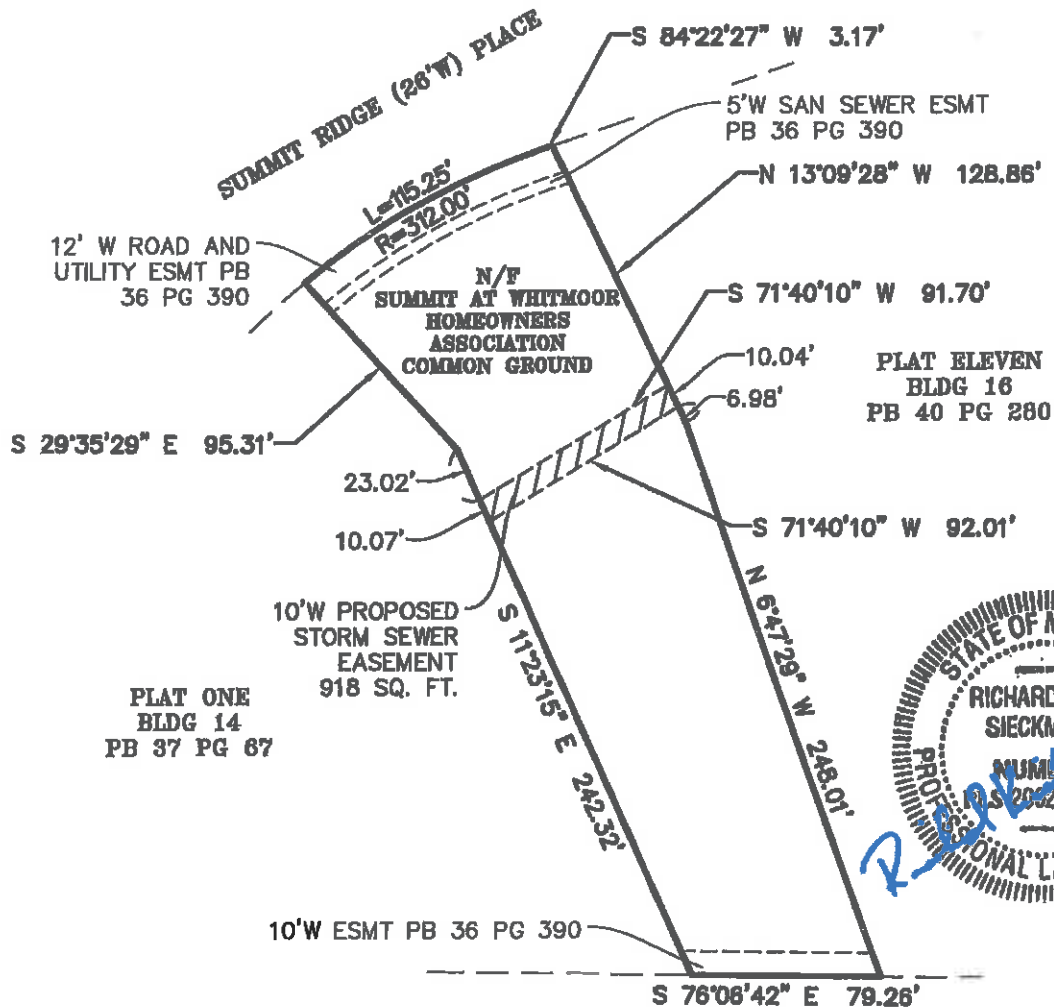 SUMMIT RIDGE (26'W) PLACE
S 84°22'27" W 3.17'
5'W SAN SEWER ESMT
PB 36 PG 390
N 13°09'28" W 128.86'
L=115.25'
R=312.00'
12' W ROAD AND
UTILITY ESMT PB
36 PG 390
N/F
SUMMIT AT WHITMOOR
HOMEOWNERS
ASSOCIATION
COMMON GROUND
S 71°40'10" W 91.70'
10.04'
6.98'
PLAT ELEVEN
BLDG 16
PB 40 PG 280
S 29°35'29" E 95.31'
23.02'
10.07'
S 71°40'10" W 92.01'
10'W PROPOSED
STORM SEWER
EASEMENT
918 SQ. FT.
S 11°23'15" E 242.32'
N 6°47'29" W 248.01'
PLAT ONE
BLDG 14
PB 37 PG 67
STATE OF
RICHARD
10'W ESMT PB 36 PG 390
S 76°06'42" E 79.26'